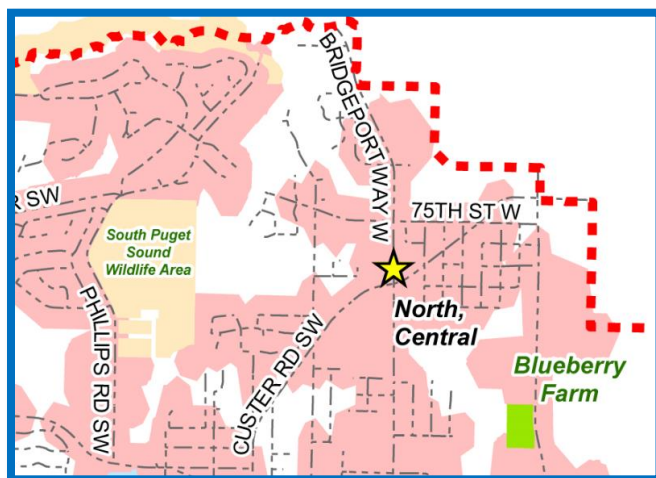 BRIDGEPORT WAY W
R SW
75TH ST W
South Puget
Sound
Wildlife Area
PHILLIPS RD SW
CUSTER RD SW
North,
Central
Blueberry
Farm